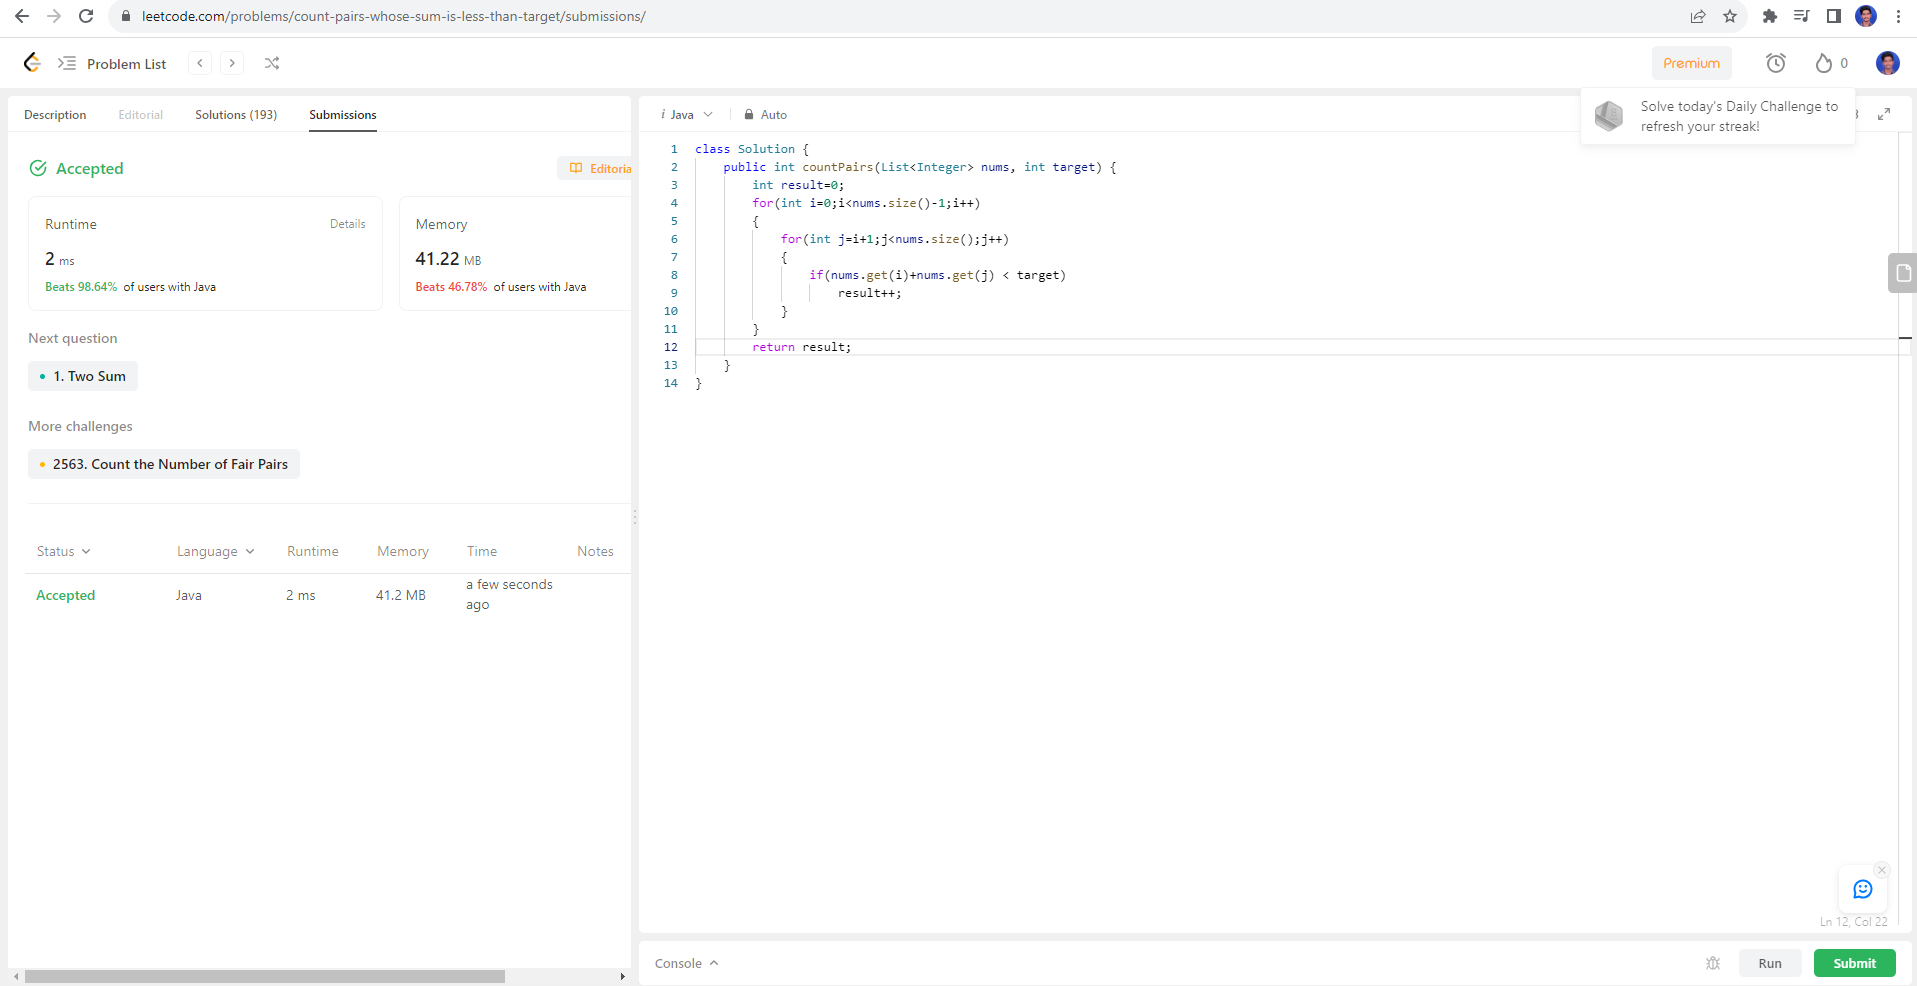 leetcode.com/problems/count-pairs-whose-sum-is-less-than-target/submissions/
Problem List
Premium
0
Description Editorial Solutions (193) Submissions
i Java Auto
Solve today's Daily Challenge to
refresh your streak!
Accepted
Editoria
Runtime Details
2 ms
Beats 98.64% of users with Java
Memory
41.22 MB
Beats 46.78% of users with Java
Next question
1. Two Sum
More challenges
2563. Count the Number of Fair Pairs
Status Language Runtime Memory Time Notes
Accepted Java 2 ms 41.2 MB a few seconds
ago
1 class Solution {
2 public int countPairs(List<Integer> nums, int target) {
3 int result=0;
4 for(int i=0;i<nums.size()-1;i++)
5 {
6 for(int j=i+1;j<nums.size();j++)
7 {
8 if(nums.get(i)+nums.get(j) < target)
9 result++;
10 }
11 }
12 return result;
13 }
14 }
Ln 12, Col 22
Console Run Submit